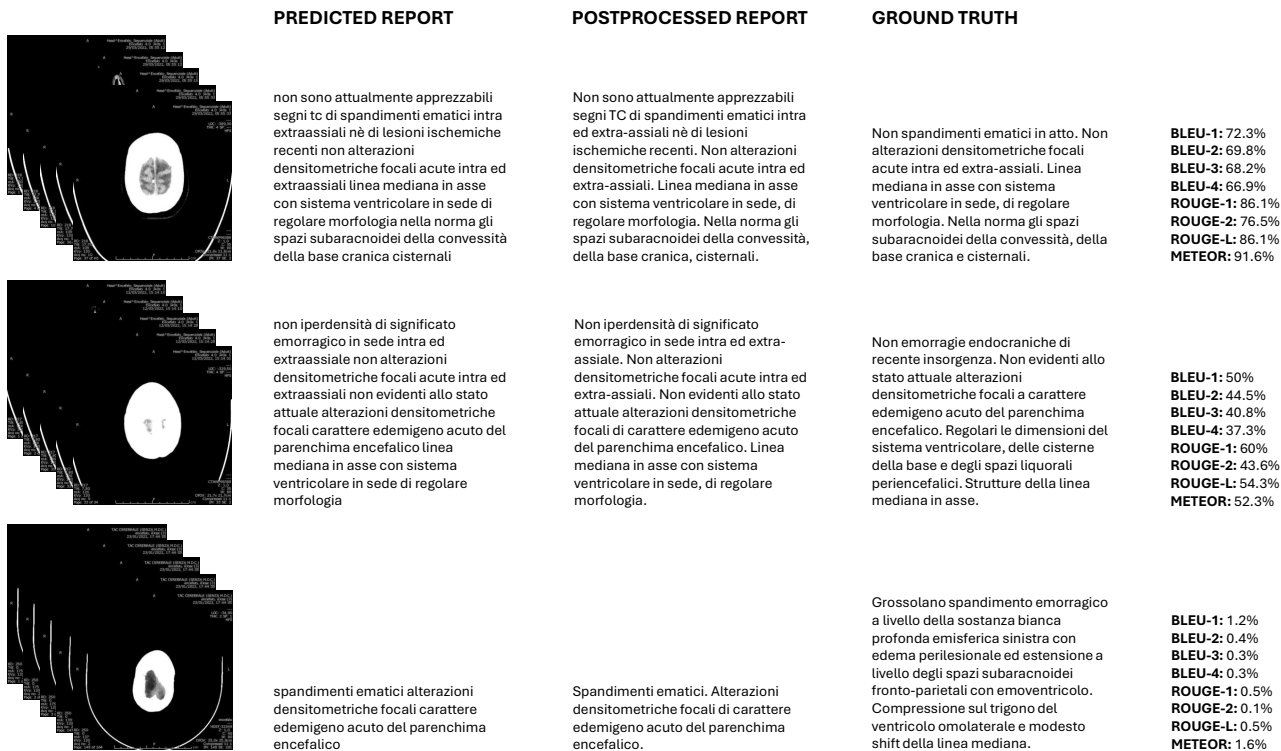 PREDICTED REPORT
POSTPROCESSED REPORT
GROUND TRUTH
non sono attualmente apprezzabili
segni tc di spandimenti ematici intra
extraassiali nè di lesioni ischemiche
recenti non alterazioni
densitometriche focali acute intra ed
extraassiali linea mediana in asse
con sistema ventricolare in sede di
regolare morfologia nella norma gli
spazi subaracnoidei della convessità
della base cranica cisternali
Non sono attualmente apprezzabili
segni TC di spandimenti ematici intra
ed extra-assiali nè di lesioni
ischemiche recenti. Non alterazioni
densitometriche focali acute intra ed
extra-assiali. Linea mediana in asse
con sistema ventricolare in sede, di
regolare morfologia. Nella norma gli
spazi subaracnoidei della convessità,
della base cranica, cisternali.
Non spandimenti ematici in atto. Non
alterazioni densitometriche focali
acute intra ed extra-assiali. Linea
mediana in asse con sistema
ventricolare in sede, di regolare
morfologia. Nella norma gli spazi
subaracnoidei della convessità, della
base cranica e cisternali.
BLEU-1: 72.3%
BLEU-2: 69.8%
BLEU-3: 68.2%
BLEU-4: 66.9%
ROUGE-1: 86.1%
ROUGE-2: 76.5%
ROUGE-L: 86.1%
METEOR: 91.6%
non iperdensità di significato
emorragico in sede intra ed
extrassiale non alterazioni
densitometriche focali acute intra ed
extraassiali non evidenti allo stato
attuale alterazioni densitometriche
focali carattere edemigeno acuto del
parenchima encefalico linea
mediana in asse con sistema
ventricolare in sede di regolare
morfologia
Non iperdensità di significato
emorragico in sede intra ed extra-
assiale. Non alterazioni
densitometriche focali acute intra ed
extra-assiali. Non evidenti allo stato
attuale alterazioni densitometriche
focali di carattere edemigeno acuto
del parenchima encefalico. Linea
mediana in asse con sistema
ventricolare in sede, di regolare
morfologia.
Non emorragie endocraniche di
recente insorgenza. Non evidenti allo
stato attuale alterazioni
densitometriche focali a carattere
edemigeno acuto del parenchima
encefalico. Regolari le dimensioni del
sistema ventricolare, delle cisterne
della base e degli spazi liquorali
periencefalici. Strutture della linea
mediana in asse.
BLEU-1: 50%
BLEU-2: 44.5%
BLEU-3: 40.8%
BLEU-4: 37.3%
ROUGE-1: 60%
ROUGE-2: 43.6%
ROUGE-L: 54.3%
METEOR: 52.3%
spandimenti ematici alterazioni
densitometriche focali carattere
edemigeno acuto del parenchima
encefalico
Spandimenti ematici. Alterazioni
densitometriche focali di carattere
edemigeno acuto del parenchima
encefalico.
Grossolano spandimento emorragico
a livello della sostanza bianca
profonda emisferica sinistra con
edema perilesionale ed estensione a
livello degli spazi subaracnoidei
fronto-parietali con emoventricolo.
Compressione sul trigono del
ventricolo omolaterale e modesto
shift della linea mediana.
BLEU-1: 1.2%
BLEU-2: 0.4%
BLEU-3: 0.3%
BLEU-4: 0.3%
ROUGE-1: 0.5%
ROUGE-2: 0.1%
ROUGE-L: 0.5%
METEOR: 1.6%